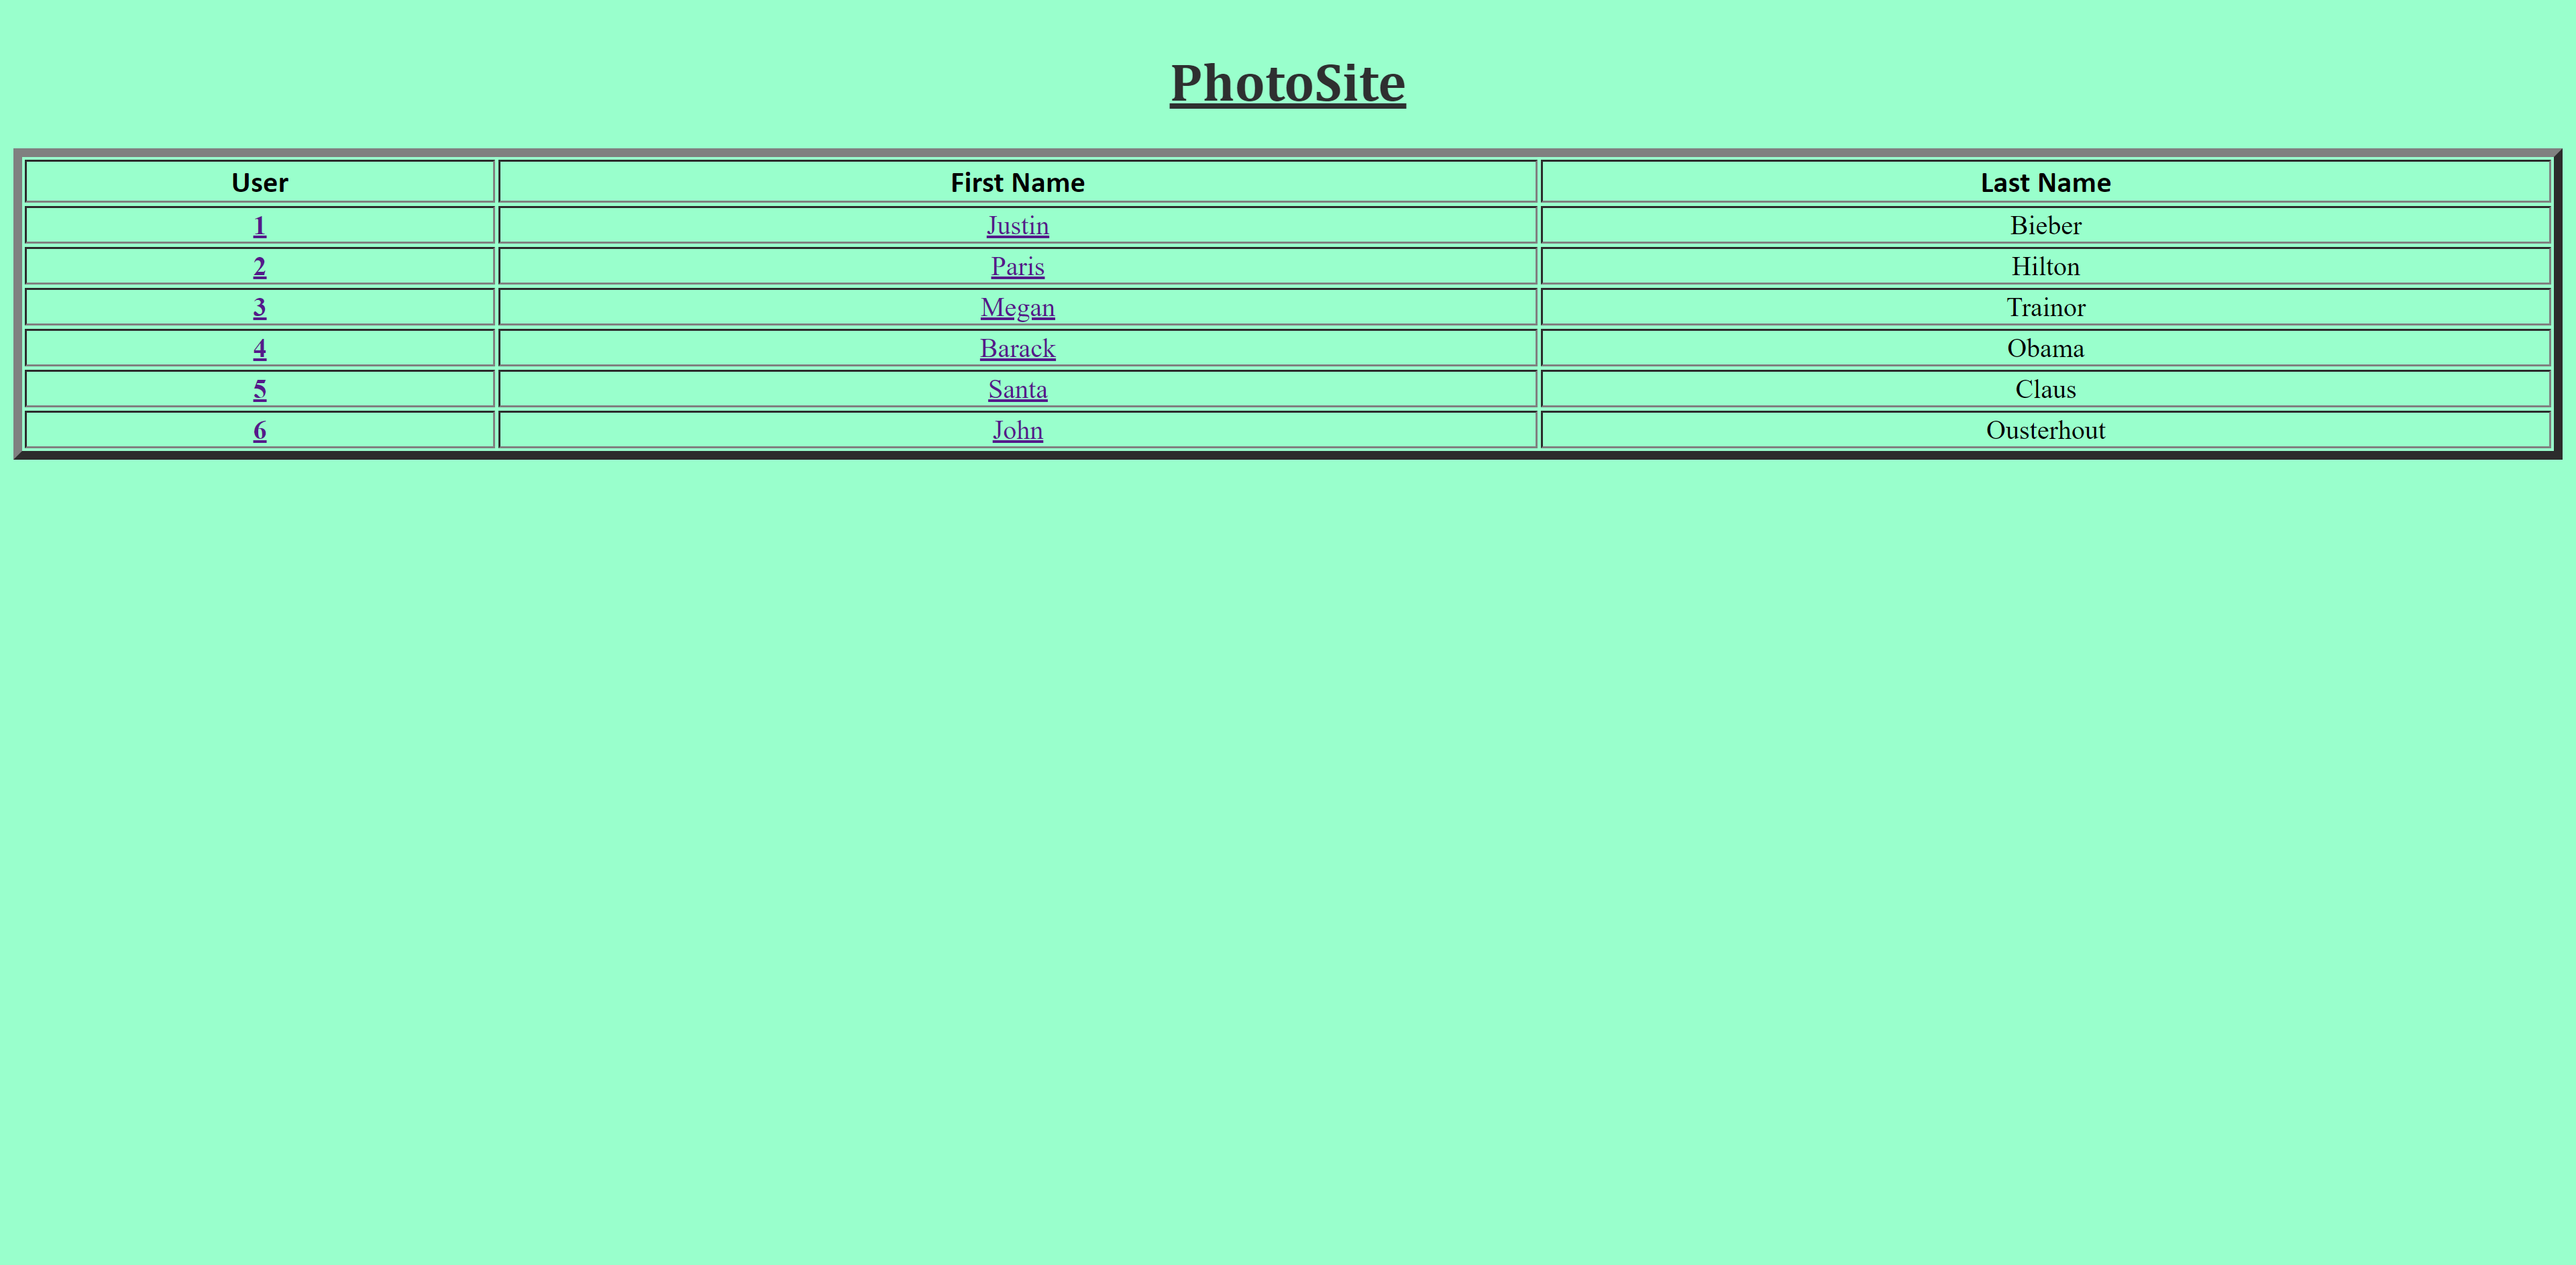 PhotoSite
User First Name Last Name
1 Justin Bieber
2 Paris Hilton
3 Megan Trainor
4 Barack Obama
5 Santa Claus
6 John Ousterhout